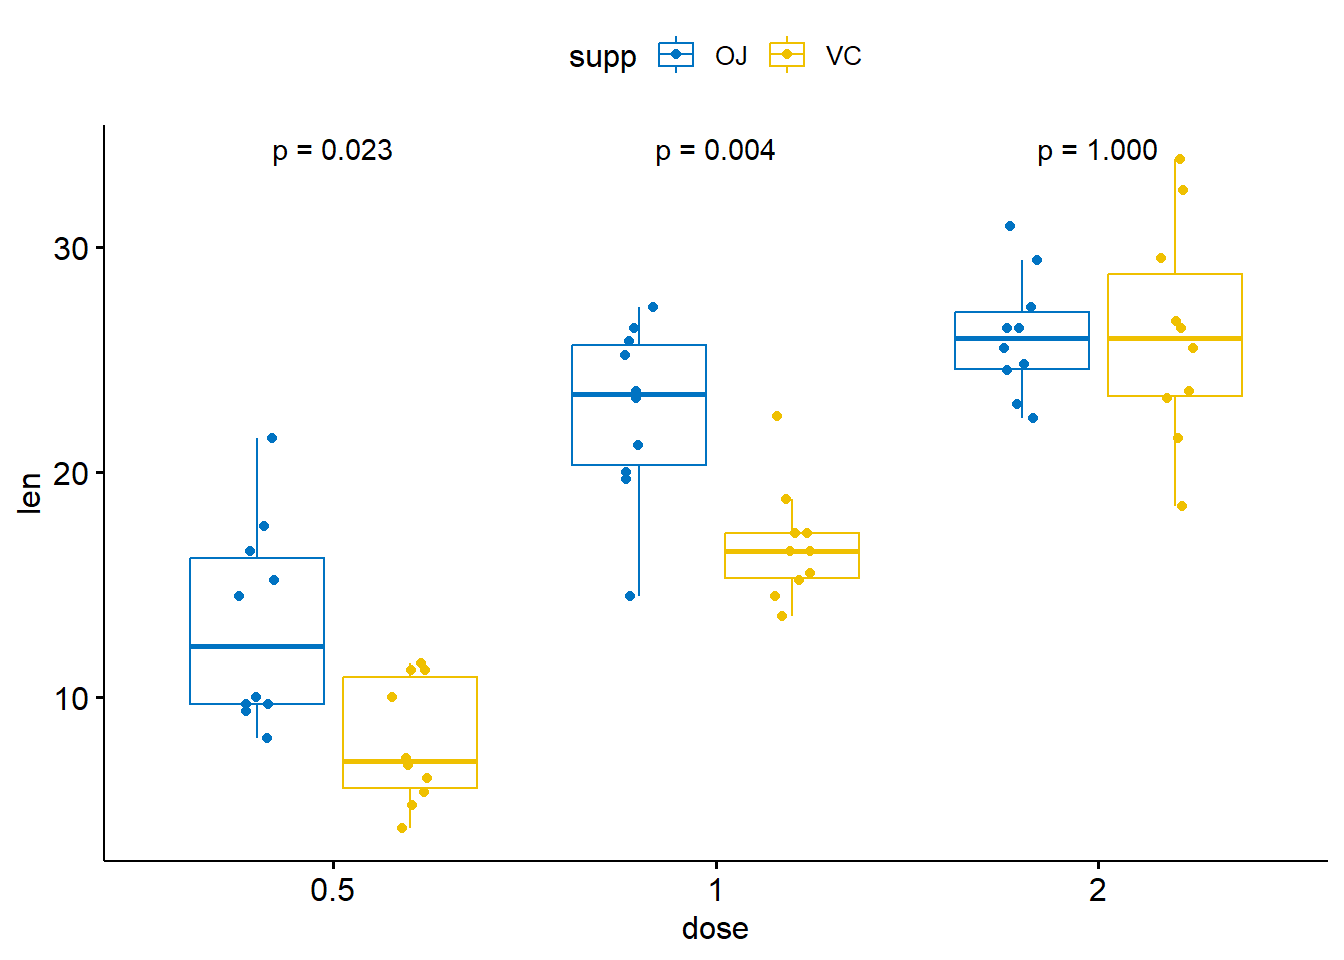 supp OJ VC
p = 0.023 p = 0.004 p = 1.000
30
20
10
len
0.5 1 2
dose